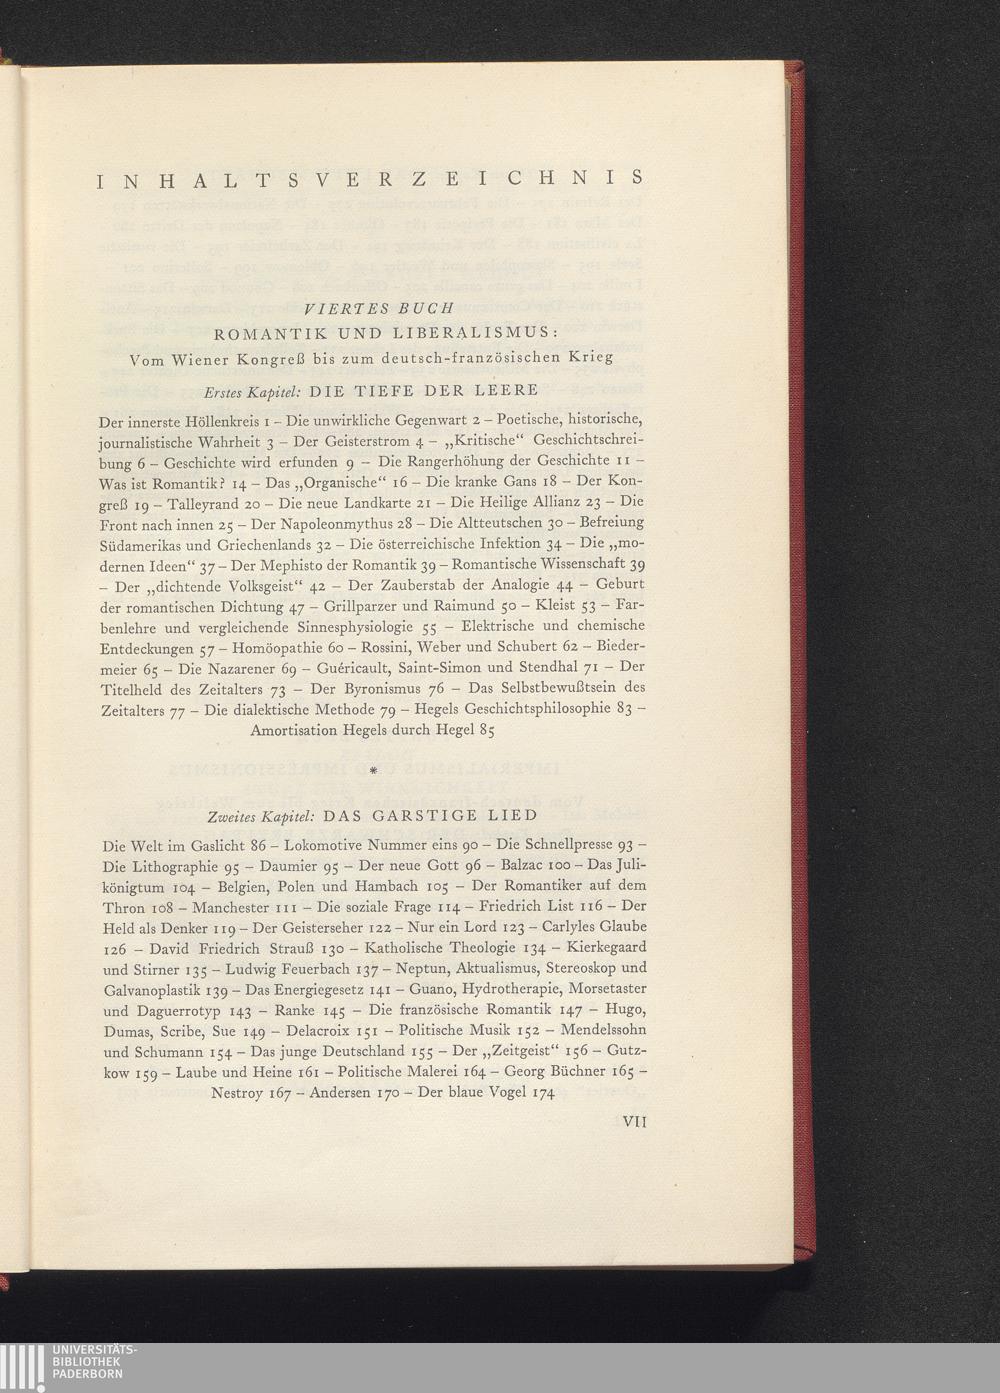 INHALTSVERZEICHNIS
VIERTES BUCH
ROMANTIK UND LIBERALISMUS:
Vom Wiener Kongreß bis zum deutsch-französischen Krieg
Erstes Kapitel: DIE TIEFE DER LEERE
Der innerste Höllenkreis 1 – Die unwirkliche Gegenwart 2 – Poetische, historische,
journalistische Wahrheit 3 – Der Geisterstrom 4 – „Kritische“ Geschichtschrei-
bung 6 – Geschichte wird erfunden 9 – Die Rangerhöhung der Geschichte 11 –
Was ist Romantik? 14 – Das „Organische“ 16 – Die kranke Gans 18 – Der Kon-
greß 19 – Talleyrand 20 – Die neue Landkarte 21 – Die Heilige Allianz 23 – Die
Front nach innen 25 – Der Napoleonmythus 28 – Die Altteutschen 30 – Befreiung
Südamerikas und Griechenlands 32 – Die österreichische Infektion 34 – Die „mo-
dernen Ideen“ 37 – Der Mephisto der Romantik 39 – Romantische Wissenschaft 39
– Der „dichtende Volksgeist“ 42 – Der Zauberstab der Analogie 44 – Geburt
der romantischen Dichtung 47 – Grillparzer und Raimund 50 – Kleist 53 – Far-
benlehre und vergleichende Sinnesphysiologie 55 – Elektrische und chemische
Entdeckungen 57 – Homöopathie 60 – Rossini, Weber und Schubert 62 – Bieder-
meier 65 – Die Nazarener 69 – Guéricault, Saint-Simon und Stendhal 71 – Der
Titelheld des Zeitalters 73 – Der Byronismus 76 – Das Selbstbewußtsein des
Zeitalters 77 – Die dialektische Methode 79 – Hegels Geschichtsphilosophie 83 –
Amortisation Hegels durch Hegel 85
*
Zweites Kapitel: DAS GARSTIGE LIED
Die Welt im Gaslicht 86 – Lokomotive Nummer eins 90 – Die Schnellpresse 93 –
Die Lithographie 95 – Daumier 95 – Der neue Gott 96 – Balzac 100 – Das Juli-
königtum 104 – Belgien, Polen und Hambach 105 – Der Romantiker auf dem
Thron 108 – Manchester 111 – Die soziale Frage 114 – Friedrich List 116 – Der
Held als Denker 119 – Der Geisterseher 122 – Nur ein Lord 123 – Carlyles Glaube
126 – David Friedrich Strauß 130 – Katholische Theologie 134 – Kierkegaard
und Stirner 135 – Ludwig Feuerbach 137 – Neptun, Aktualismus, Stereoskop und
Galvanoplastik 139 – Das Energiegesetz 141 – Guano, Hydrotherapie, Morsetaster
und Daguerrotyp 143 – Ranke 145 – Die französische Romantik 147 – Hugo,
Dumas, Scribe, Sue 149 – Delacroix 151 – Politische Musik 152 – Mendelssohn
und Schumann 154 – Das junge Deutschland 155 – Der „Zeitgeist“ 156 – Gutz-
kow 159 – Laube und Heine 161 – Politische Malerei 164 – Georg Büchner 165 –
Nestroy 167 – Andersen 170 – Der blaue Vogel 174
VII
UNIVERSITÄTS-
BIBLIOTHEK
PADERBORN